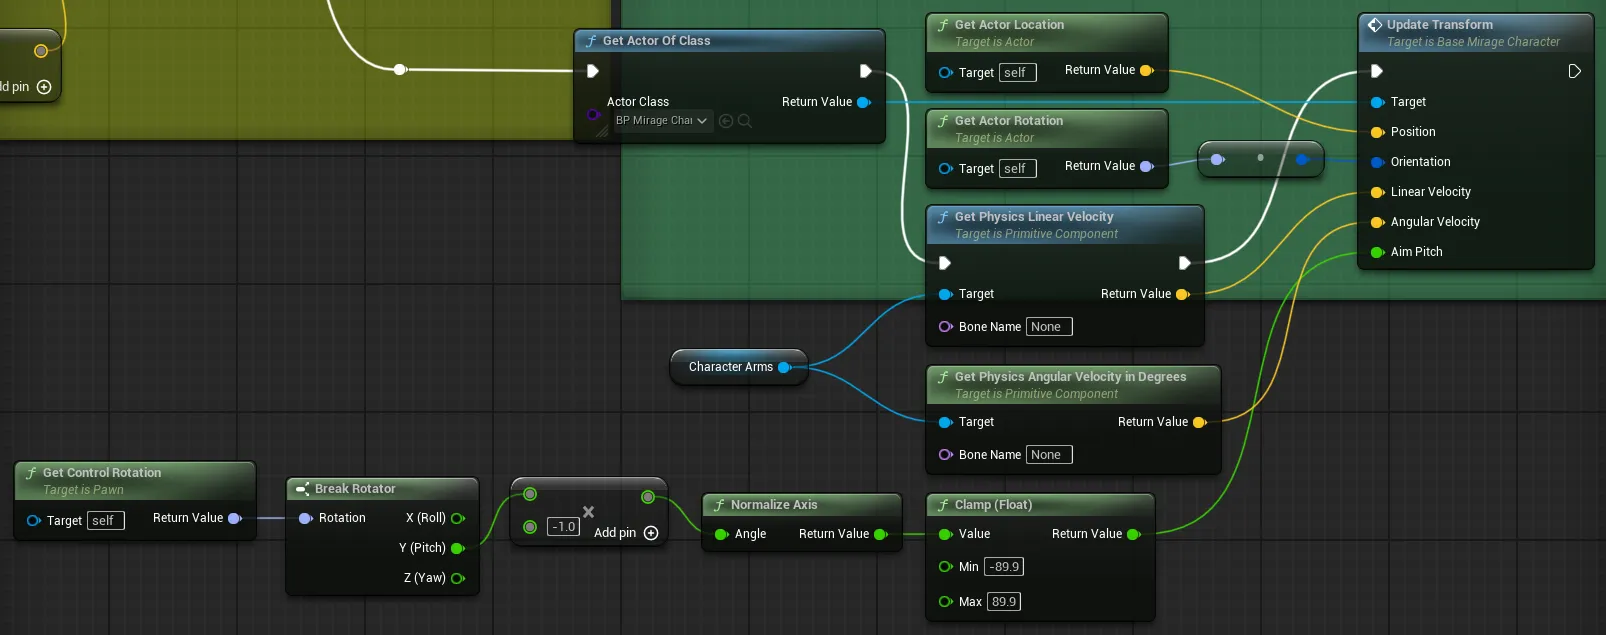 dd pin
Get Actor Of Class
Actor Class
BP Mirage Char
Return Value
Get Actor Location
Target is Actor
Target self
Return Value
Get Actor Rotation
Target is Actor
Target self
Return Value
Update Transform
Target is Base Mirage Character
Target
Position
Orientation
Linear Velocity
Angular Velocity
Aim Pitch
Get Physics Linear Velocity
Target is Primitive Component
Target
Return Value
Bone Name None
Character Arms
Get Physics Angular Velocity in Degrees
Target is Primitive Component
Target
Return Value
Bone Name None
Get Control Rotation
Target is Pawn
Target self
Return Value
Break Rotator
Rotation
X (Roll)
Y (Pitch)
Z (Yaw)
-1.0
Add pin
Normalize Axis
Angle
Return Value
Clamp (Float)
Value
Return Value
Min -89.9
Max 89.9